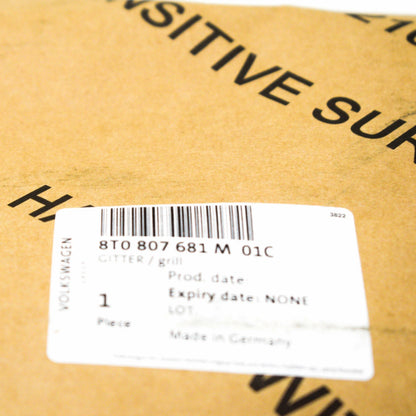 210
NSITIVE SUR
HA
3822
VOLKSWAGEN
8T0 807 681 M 01C
GITTER / grill
Prod. date
Expiry date: NONE
LOT
1
Piece
Made in Germany
W